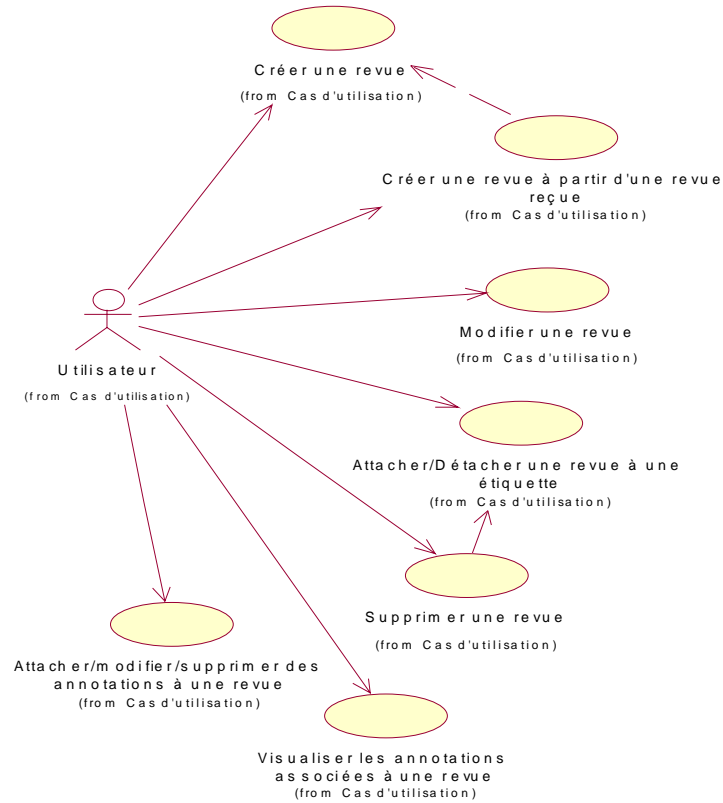 Créer une revue
(from Cas d'utilisation)
Créer une revue à partir d'une revue
reçue
(from Cas d'utilisation)
Modifier une revue
(from Cas d'utilisation)
Utilisateur
(from Cas d'utilisation)
Attacher/Détacher une revue à une
étiquette
(from Cas d'utilisation)
Supprimer une revue
(from Cas d'utilisation)
Attacher/modifier/supprimer des
annotations à une revue
(from Cas d'utilisation)
Visualiser les annotations
associées à une revue
(from Cas d'utilisation)